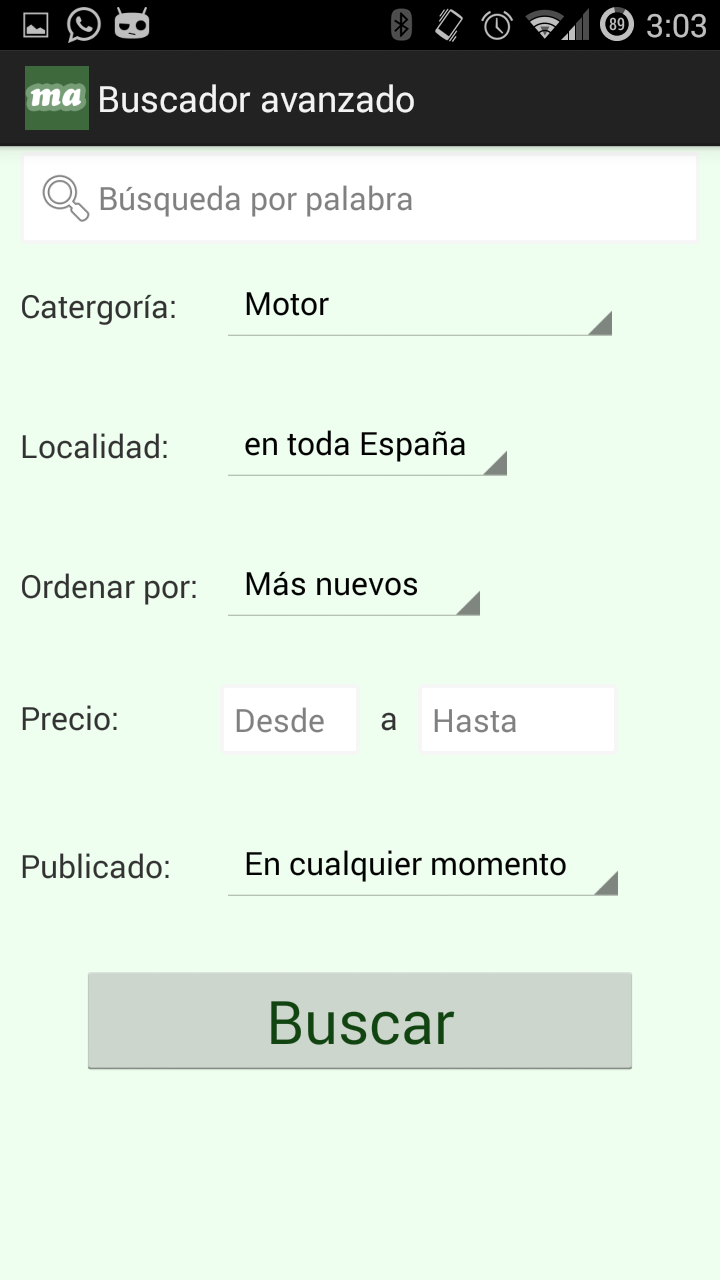 89 3:03
ma Buscador avanzado
Búsqueda por palabra
Catergoría: Motor
Localidad: en toda España
Ordenar por: Más nuevos
Precio: Desde a Hasta
Publicado: En cualquier momento
Buscar